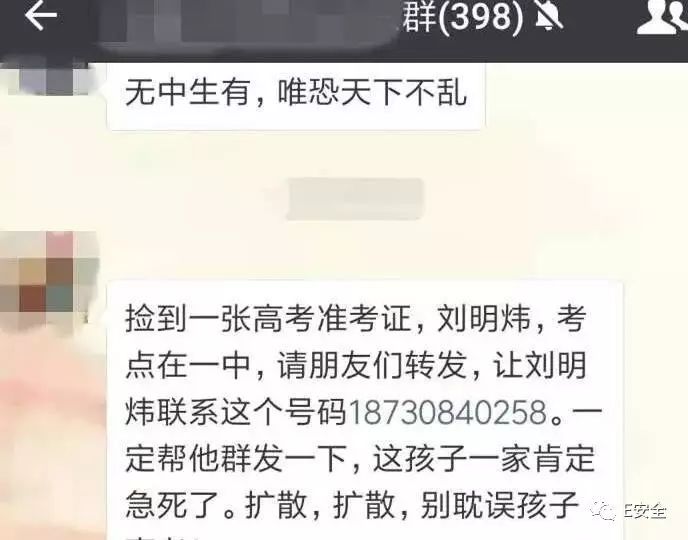 群(398)
无中生有，唯恐天下不乱
捡到一张高考准考证，刘明炜，考
点在一中，请朋友们转发，让刘明
炜联系这个号码18730840258。一
定帮他群发一下，这孩子一家肯定
急死了。扩散，扩散，别耽误孩子
E安全